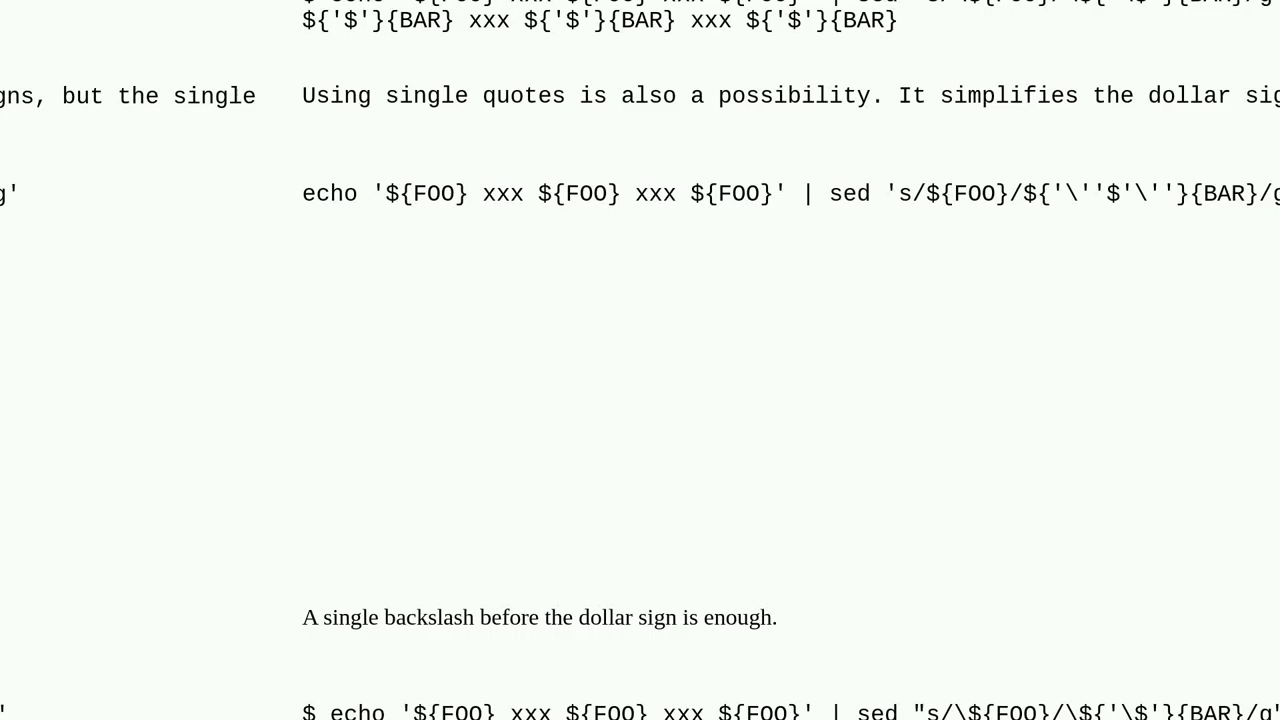 ${'$'}{BAR} xxx ${'$'}{BAR} xxx ${'$'}{BAR}
gns, but the single
Using single quotes is also a possibility. It simplifies the dollar sig
g'
echo '${FOO} xxx ${FOO} xxx ${FOO}' | sed 's/${FOO}/${'\''$'\''}{BAR}/g
A single backslash before the dollar sign is enough.
'
$ echo '${FOO} xxx ${FOO} xxx ${FOO}' | sed "s/\${FOO}/\${'\$'}{BAR}/g"